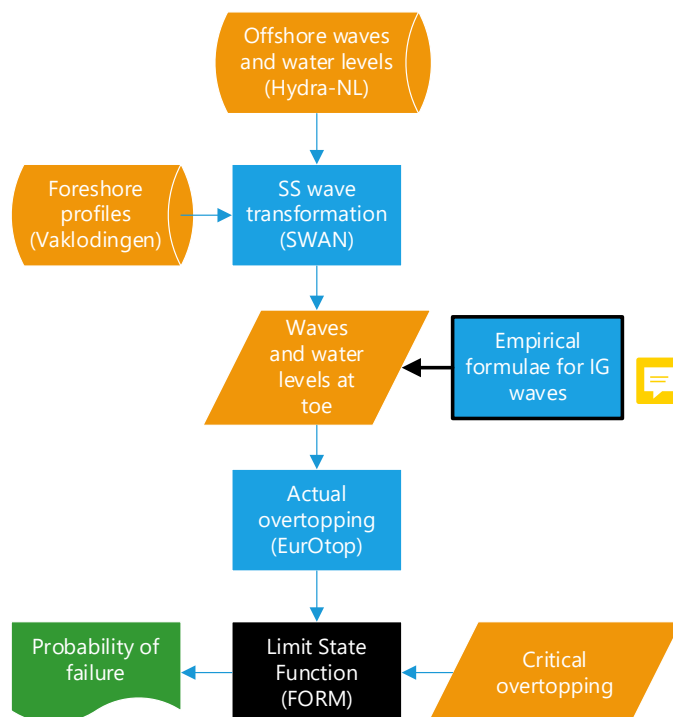 Offshore waves
and water levels
(Hydra-NL)
Foreshore
profiles
(Vaklodingen)
SS wave
transformation
(SWAN)
Waves
and water
levels at
toe
Empirical
formulae for IG
waves
Actual
overtopping
(EurOtop)
Probability of
failure
Limit State
Function
(FORM)
Critical
overtopping